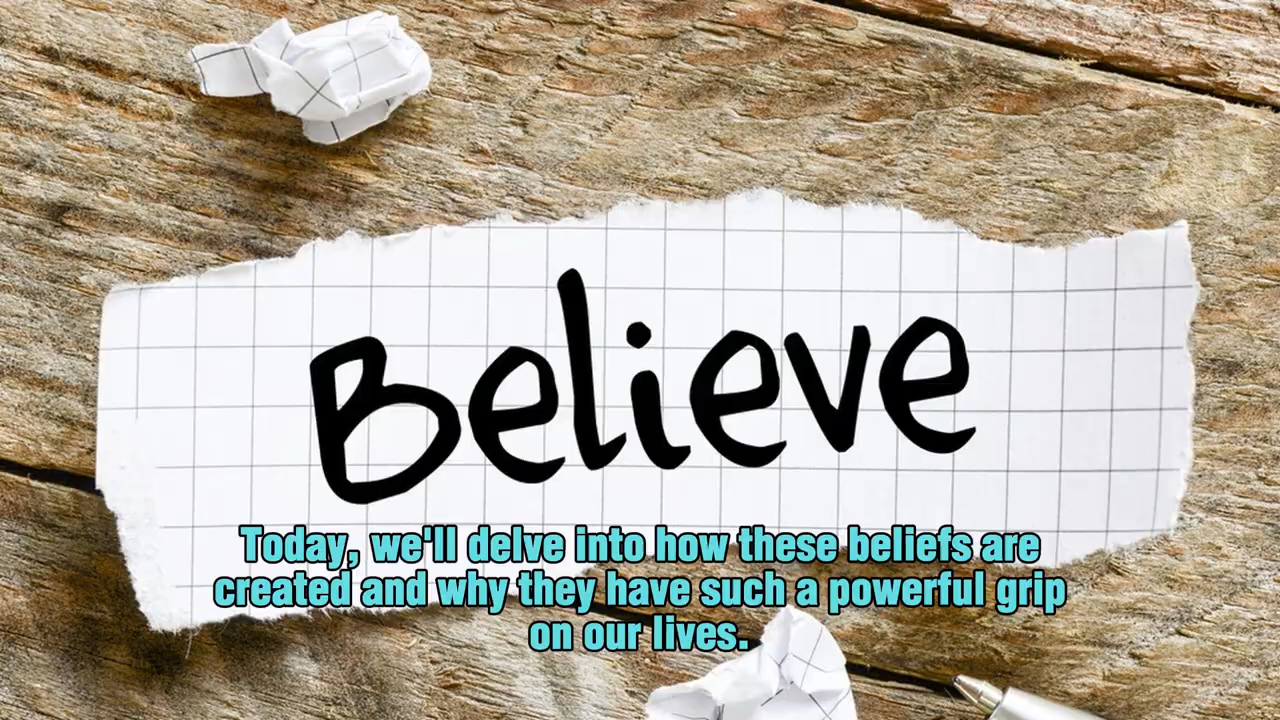 Believe
Today, we'll delve into how these beliefs are
created and why they have such a powerful grip
on our lives.